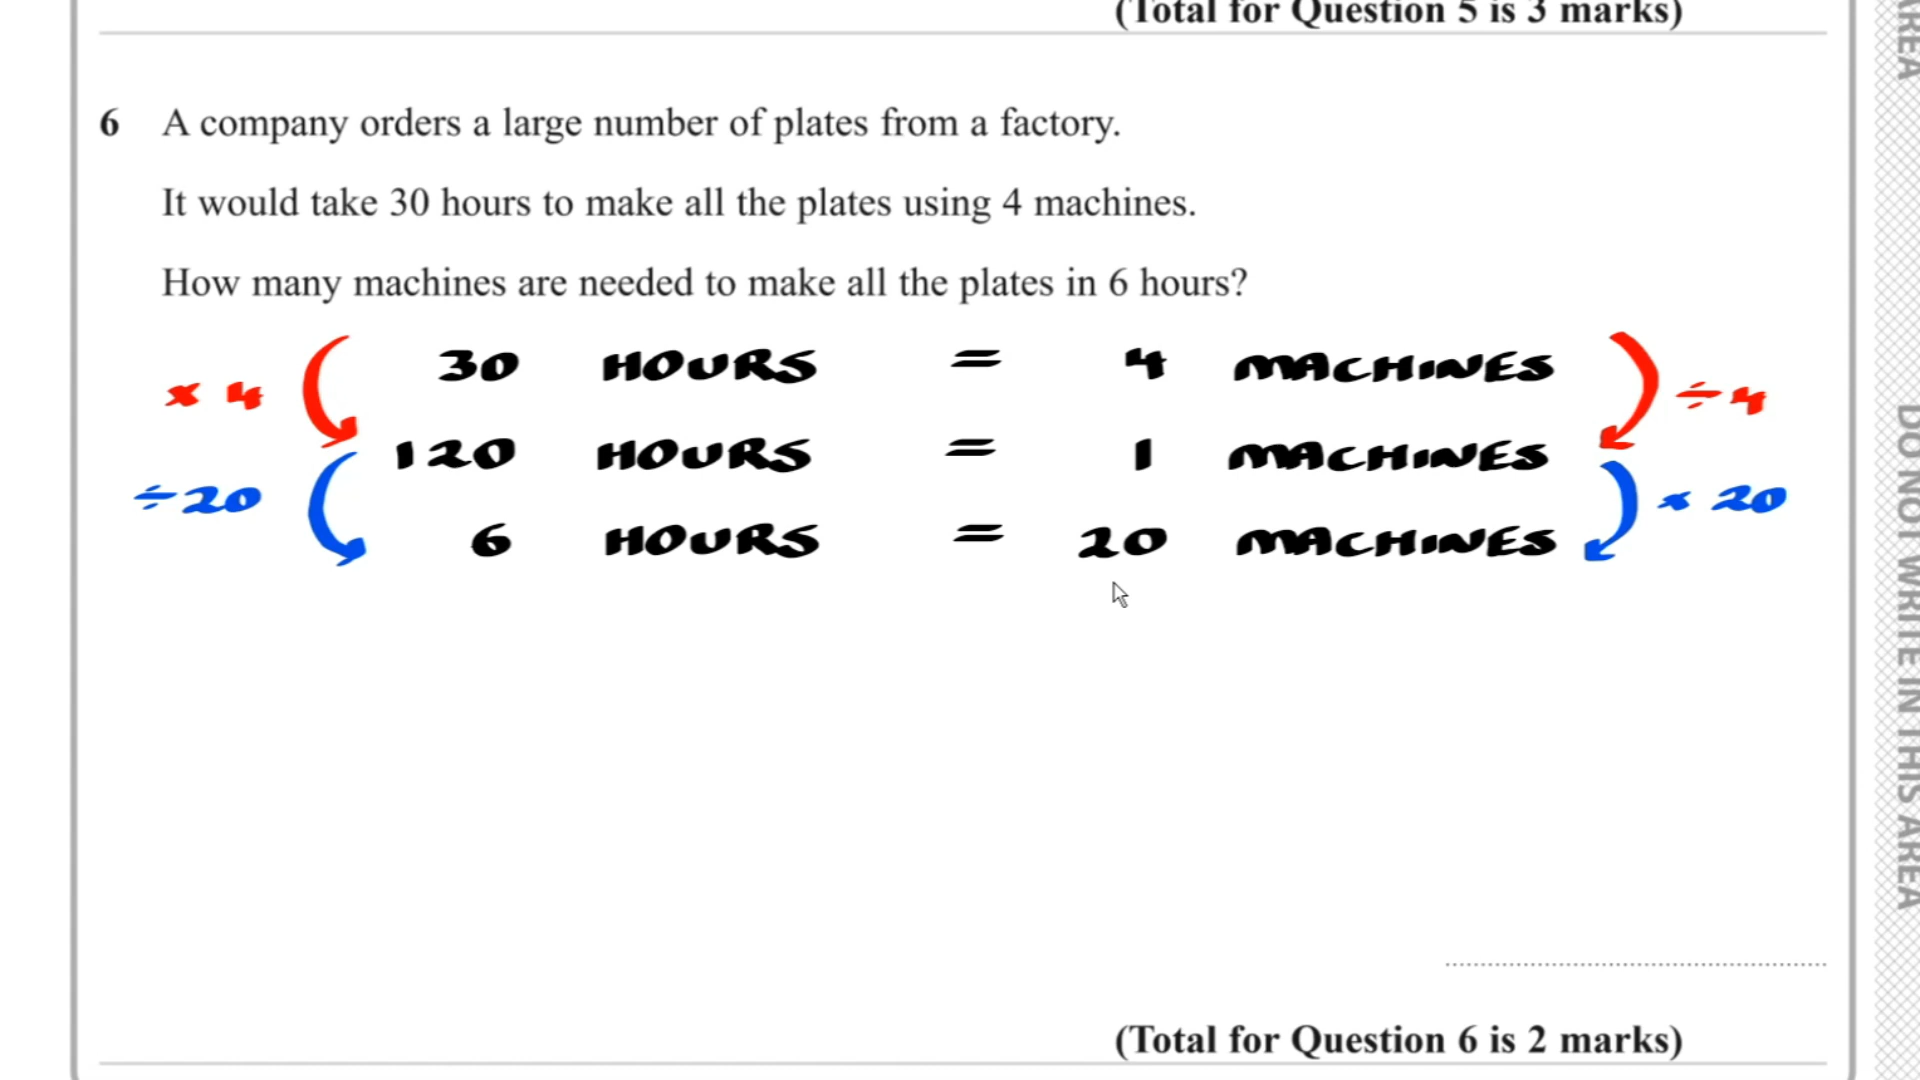 (Total for Question 5 is 3 marks)
6 A company orders a large number of plates from a factory.
It would take 30 hours to make all the plates using 4 machines.
How many machines are needed to make all the plates in 6 hours?
30 HOURS = 4 MACHINES
× 4
÷4
120 HOURS = 1 MACHINES
÷20
× 20
6 HOURS = 20 MACHINES
(Total for Question 6 is 2 marks)
AREA
DO NOT WRITE IN THIS AREA